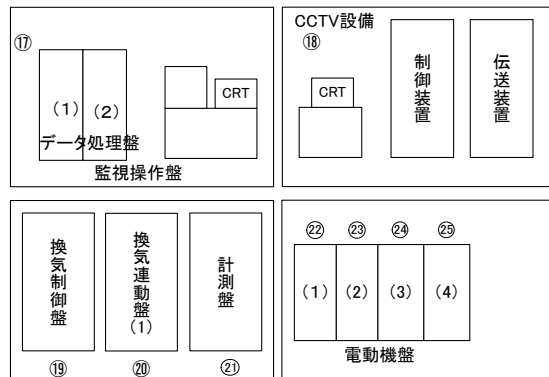 ⑰
(1)
(2)
データ処理盤
CRT
監視操作盤
CCTV設備
⑱
CRT
制御装置
伝送装置
換気制御盤
換気連動盤(1)
計測盤
⑲
⑳
㉑
㉒
㉓
㉔
㉕
(1)
(2)
(3)
(4)
電動機盤